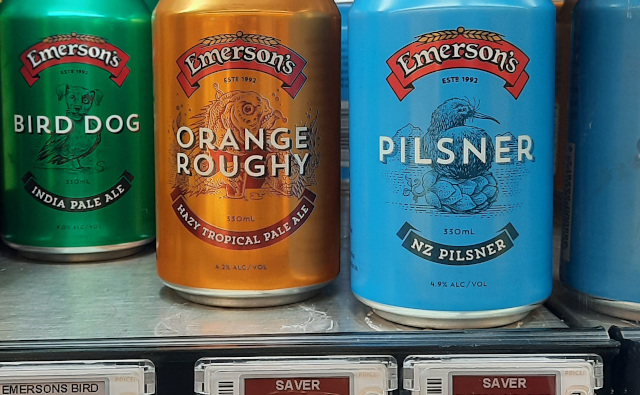 Emerson's
ESTD 1992
BIRD DOG
330mL
INDIA PALE ALE
Emerson's
ESTD 1992
ORANGE
ROUGHY
330mL
HAZY TROPICAL PALE ALE
4.2% ALC/VOL
Emerson's
ESTD 1992
PILSNER
330mL
NZ PILSNER
4.9% ALC/VOL
EMERSONS BIRD
SAVER
SAVER